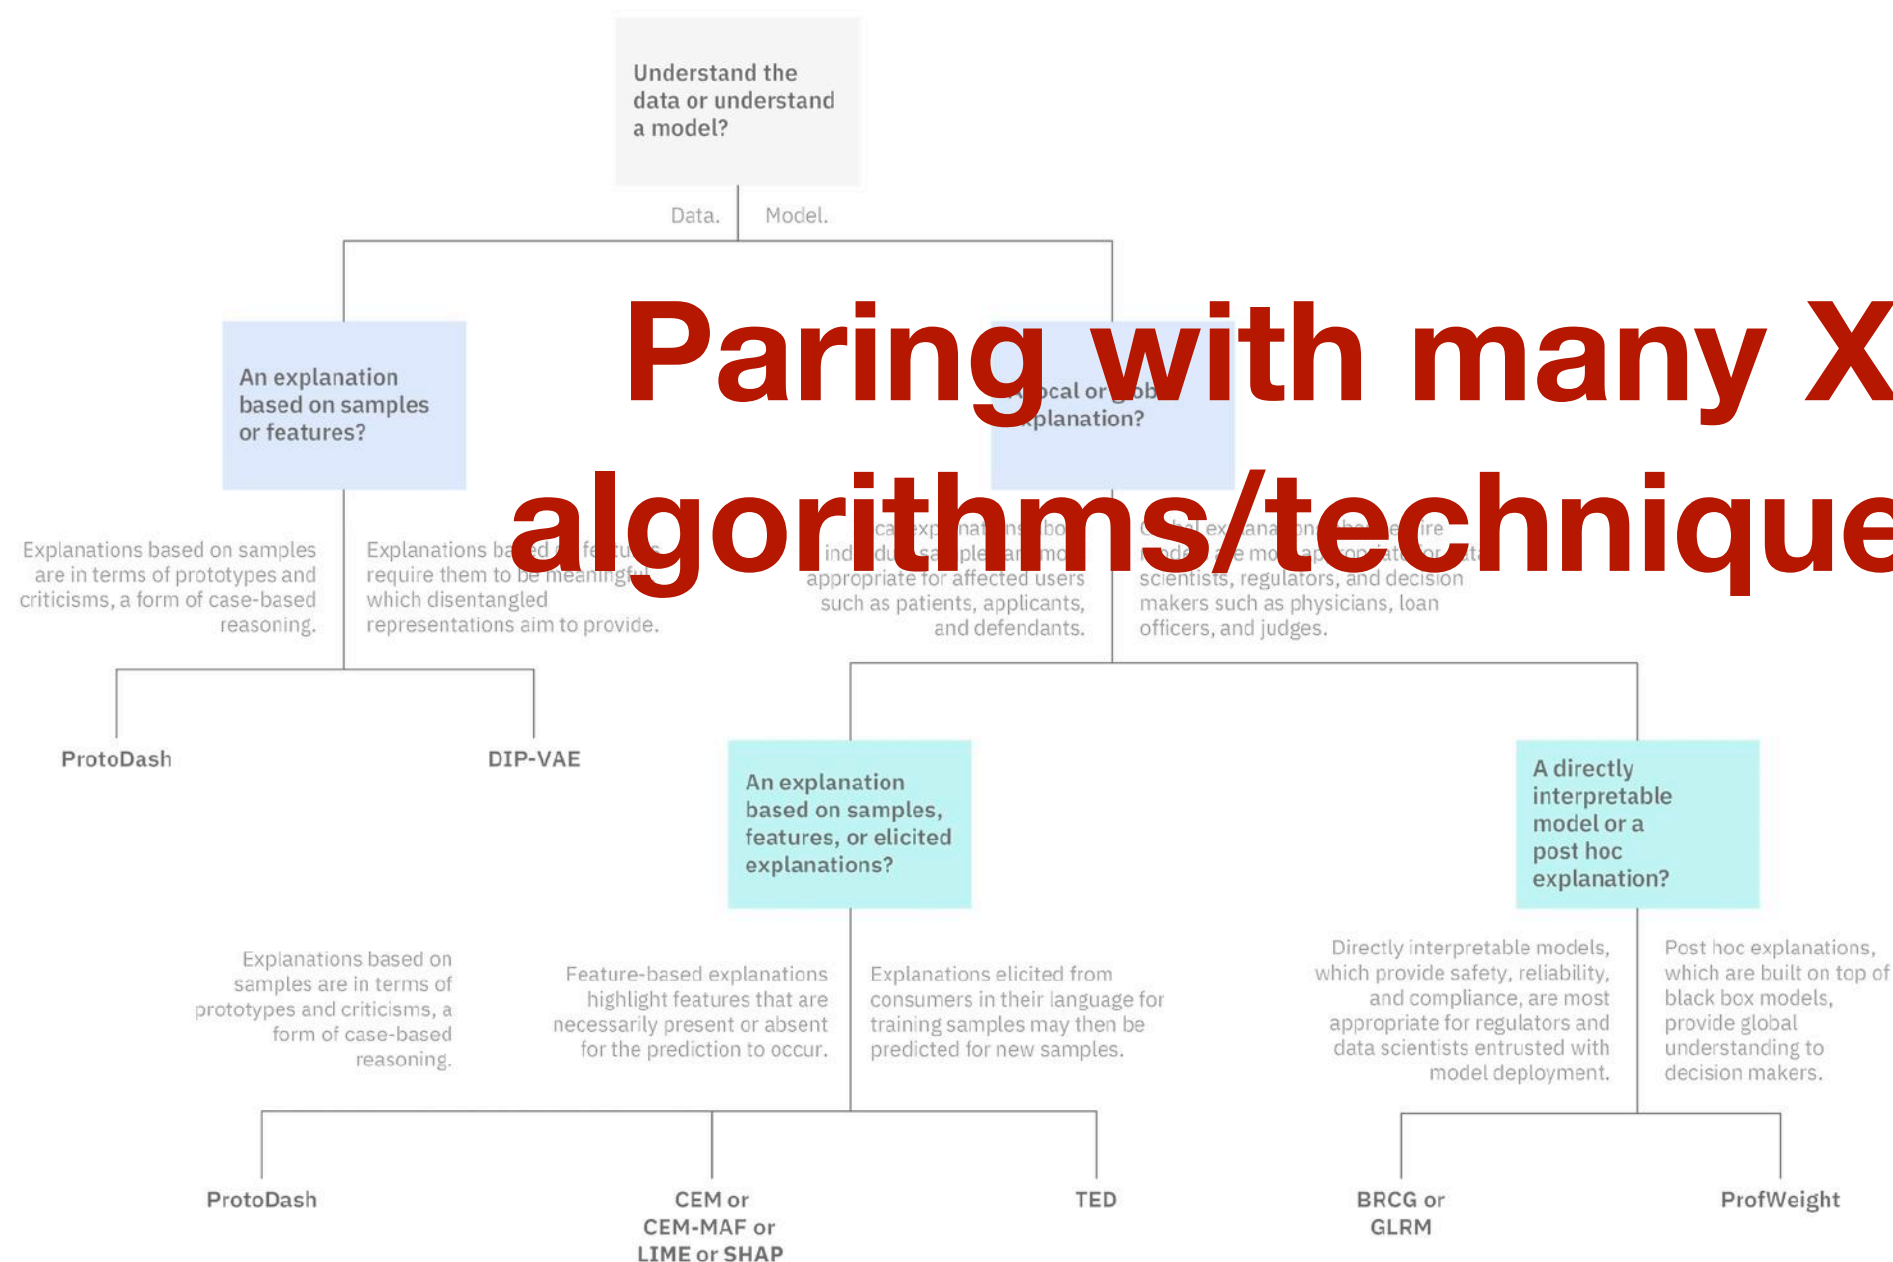 Understand the
data or understand
a model?
Data.
Model.
Paring with many X
algorithms/technique
An explanation
based on samples
or features?
explanation?
Explanations based on samples
are in terms of prototypes and
criticisms, a form of case-based
reasoning.
Explanations
require them to be meaningful
which disentangled
representations aim to provide.
appropriate for affected users
such as patients, applicants,
and defendants.
scientists, regulators, and decision
makers such as physicians, loan
officers, and judges.
ProtoDash
DIP-VAE
An explanation
based on samples,
features, or elicited
explanations?
A directly
interpretable
model or a
post hoc
explanation?
Explanations based on
samples are in terms of
prototypes and criticisms, a
form of case-based
reasoning.
Feature-based explanations
highlight features that are
necessarily present or absent
for the prediction to occur.
Explanations elicited from
consumers in their language for
training samples may then be
predicted for new samples.
Directly interpretable models,
which provide safety, reliability,
and compliance, are most
appropriate for regulators and
data scientists entrusted with
model deployment.
Post hoc explanations,
which are built on top of
black box models,
provide global
understanding to
decision makers.
ProtoDash
CEM or
CEM-MAF or
LIME or SHAP
TED
BRCG or
GLRM
ProfWeight